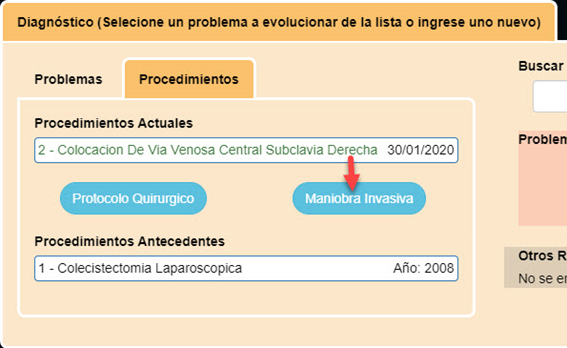 Diagnóstico (Selecione un problema a evolucionar de la lista o ingrese uno nuevo)
Problemas Procedimientos
Buscar
Procedimientos Actuales
2 - Colocacion De Via Venosa Central Subclavia Derecha 30/01/2020
Protocolo Quirurgico Maniobra Invasiva
Procedimientos Antecedentes
1 - Colecistectomia Laparoscopica Año: 2008
Problem
Otros R
No se en